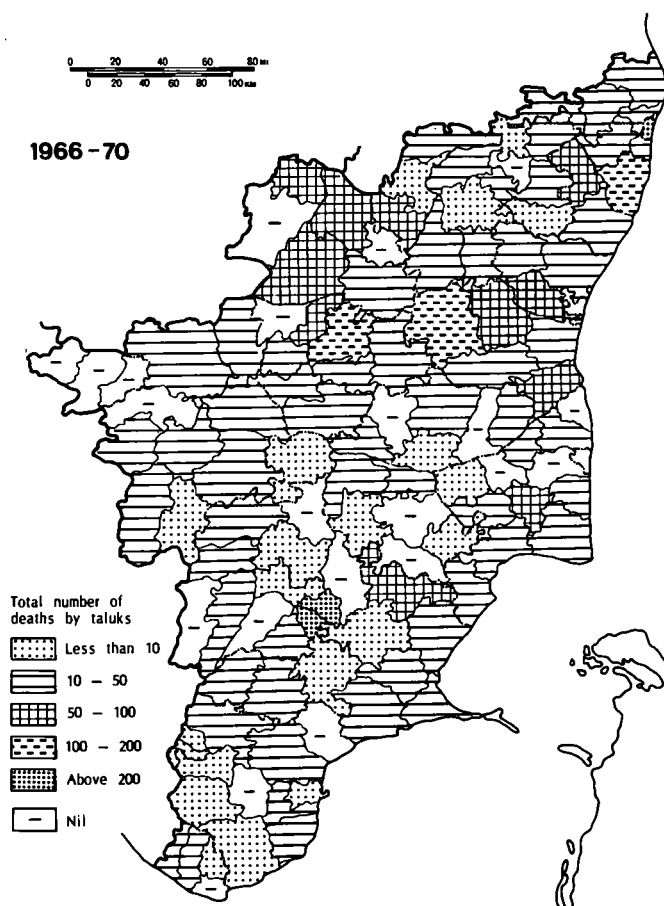 0 20 40 60 80 MI
0 20 40 60 80 100 KM
1966-70
Total number of
deaths by taluks
Less than 10
10 – 50
50 – 100
100 – 200
Above 200
Nil